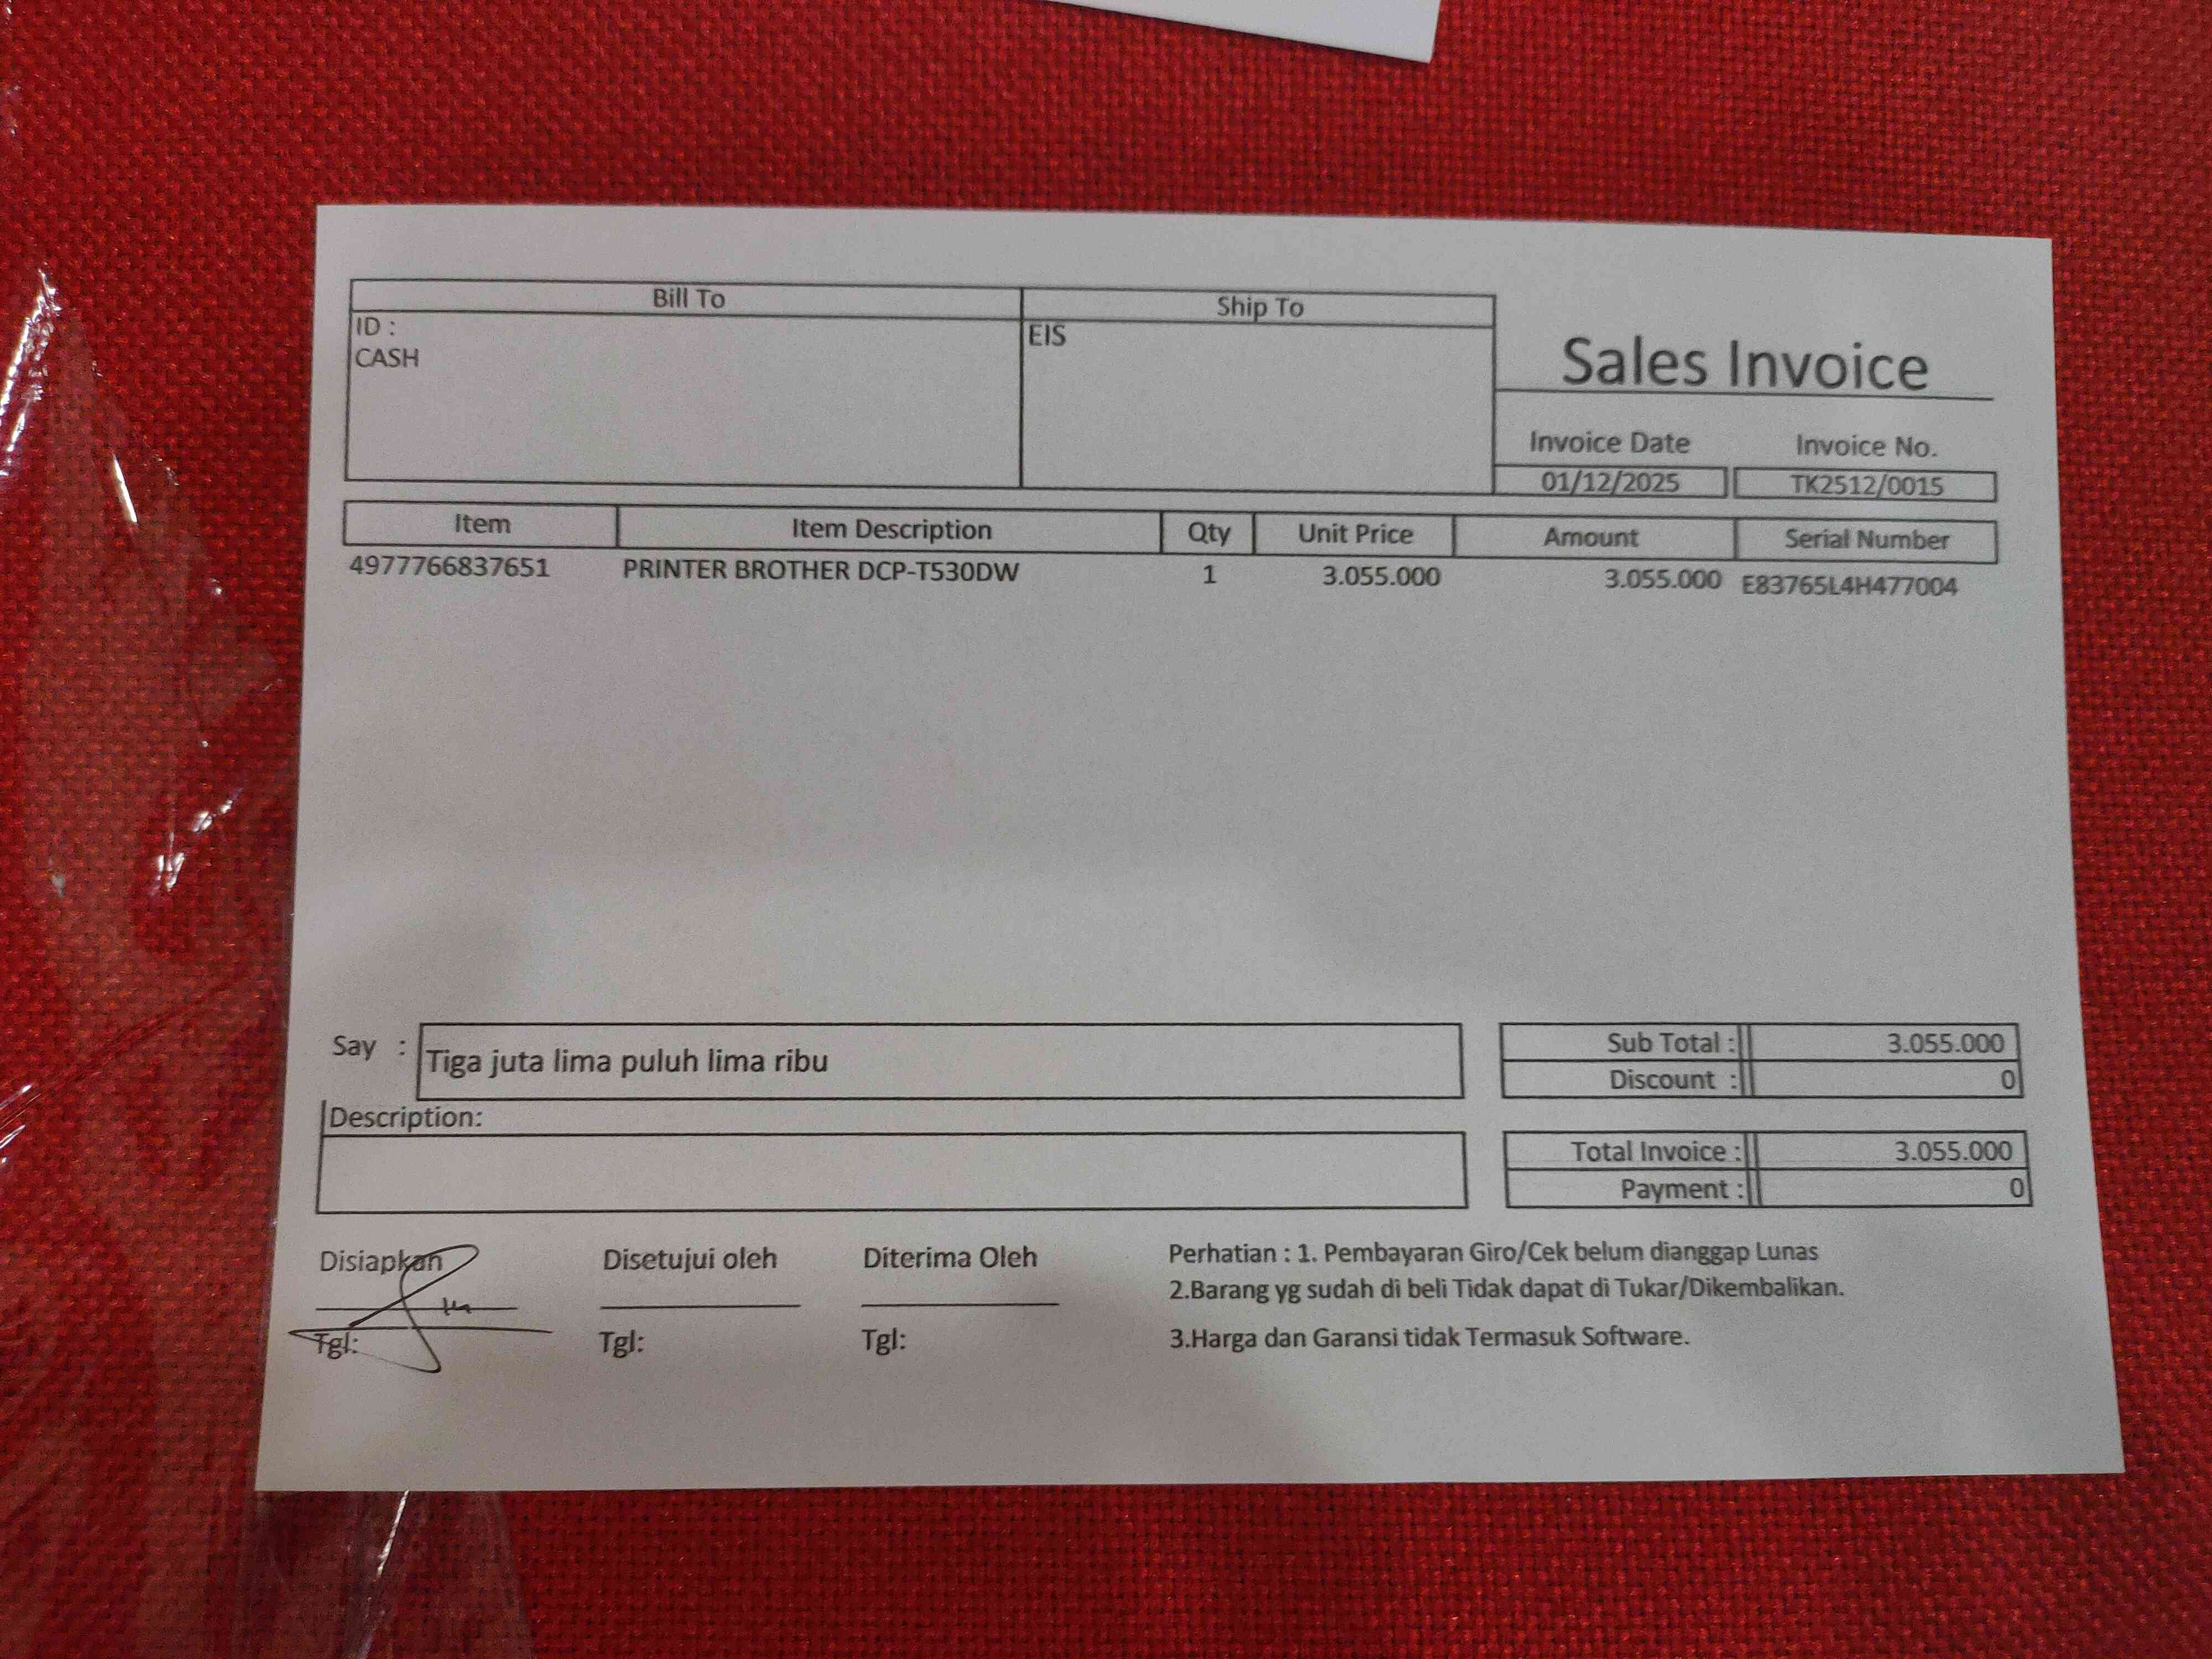 Bill To
Ship To
ID :
CASH
EIS
Sales Invoice
Invoice Date Invoice No.
01/12/2025 TK2512/0015
Item Item Description Qty Unit Price Amount Serial Number
4977766837651 PRINTER BROTHER DCP-T530DW 1 3.055.000 3.055.000 E83765L4H477004
Say : Tiga juta lima puluh lima ribu
Sub Total : 3.055.000
Discount : 0
Description:
Total Invoice : 3.055.000
Payment : 0
Disiapkan Disetujui oleh Diterima Oleh
Tgl: Tgl: Tgl:
Perhatian : 1. Pembayaran Giro/Cek belum dianggap Lunas
2.Barang yg sudah di beli Tidak dapat di Tukar/Dikembalikan.
3.Harga dan Garansi tidak Termasuk Software.